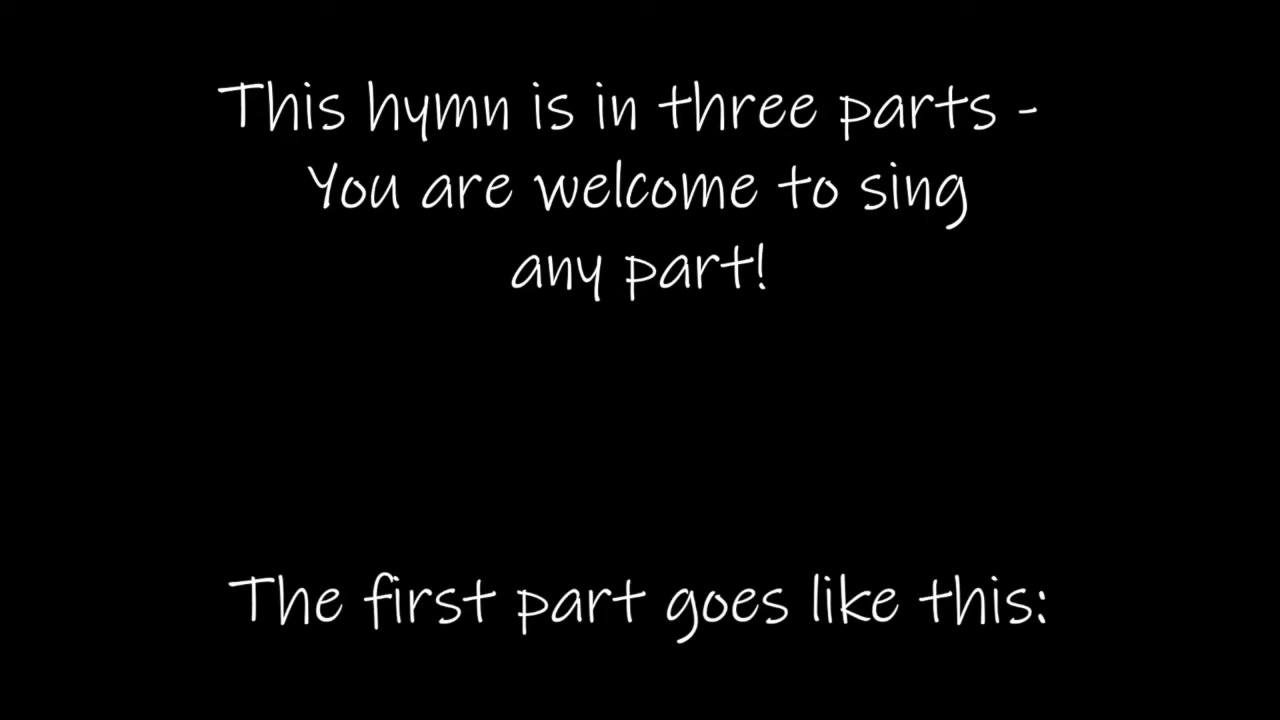 This hymn is in three parts -
You are welcome to sing
any part!
The first part goes like this: